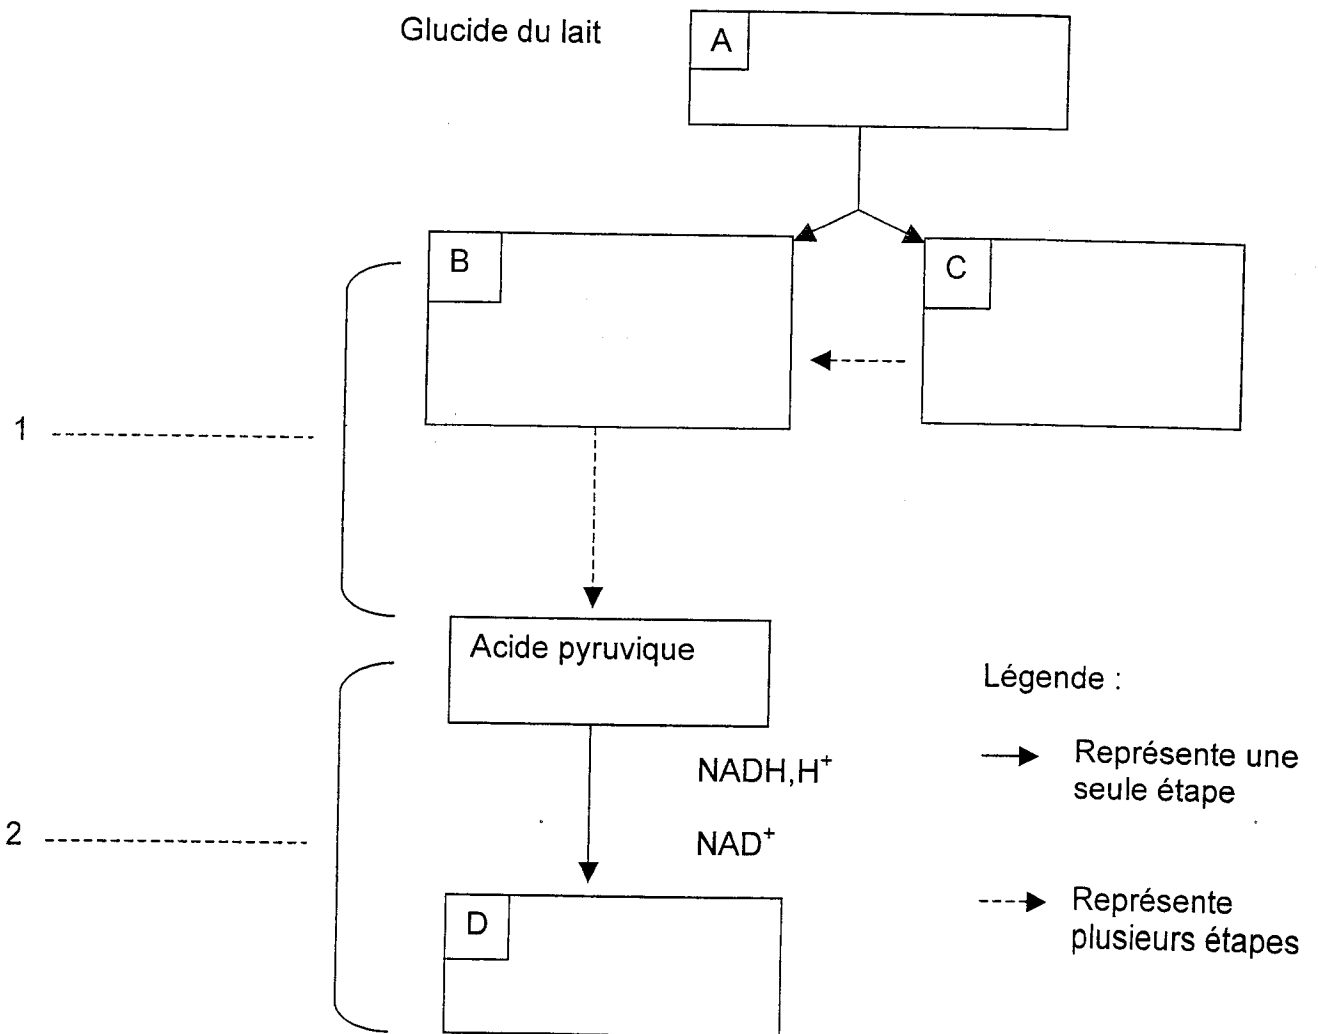 Glucide du lait
A
B
C
1
Acide pyruvique
Légende :
Représente une
seule étape
NADH,H⁺
2
NAD⁺
Représente
plusieurs étapes
D